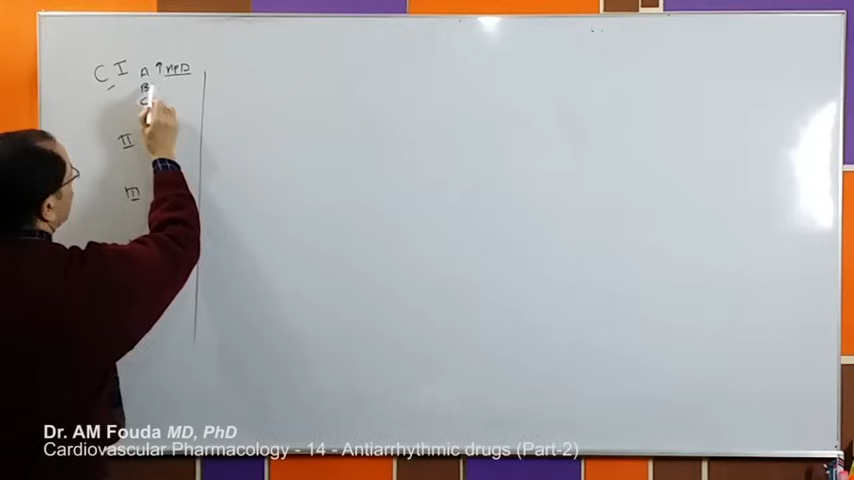 C I A ↑ APD
B
C
II
III
Dr. AM Fouda MD, PhD
Cardiovascular Pharmacology - 14 - Antiarrhythmic drugs (Part-2)